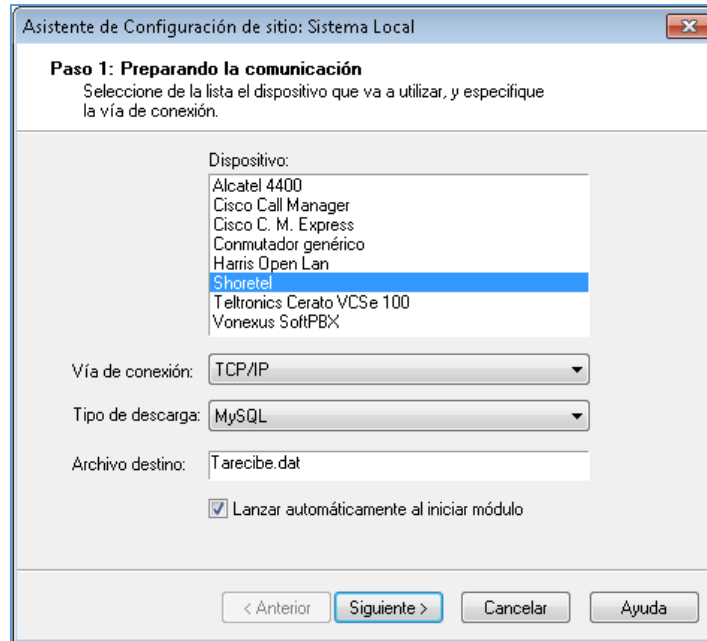 Asistente de Configuración de sitio: Sistema Local
Paso 1: Preparando la comunicación
Seleccione de la lista el dispositivo que va a utilizar, y especifique
la vía de conexión.
Dispositivo:
Alcatel 4400
Cisco Call Manager
Cisco C. M. Express
Conmutador genérico
Harris Open Lan
Shoretel
Teltronics Cerato VCSe 100
Vonexus SoftPBX
Vía de conexión: TCP/IP
Tipo de descarga: MySQL
Archivo destino: Tarecibe.dat
Lanzar automáticamente al iniciar módulo
< Anterior Siguiente > Cancelar Ayuda